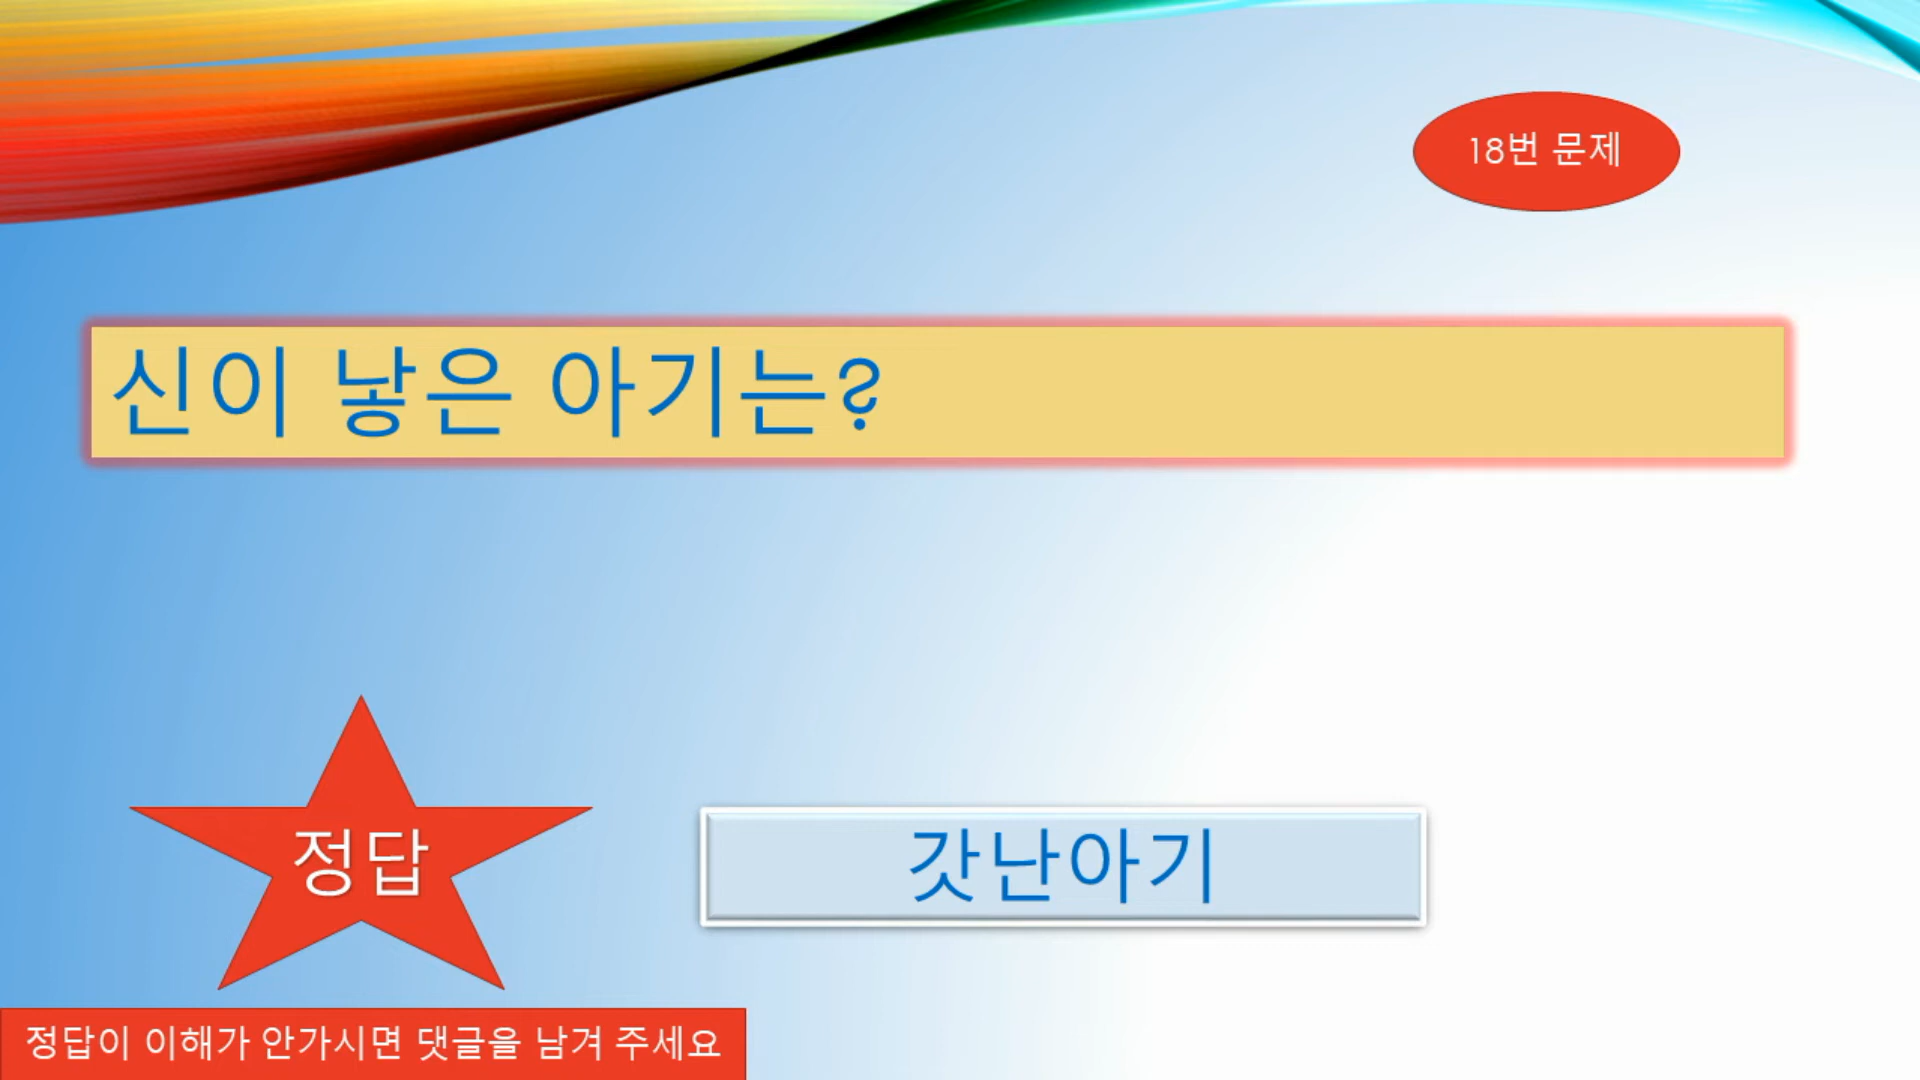 18번 문제
신이 낳은 아기는?
정답
갓난아기
정답이 이해가 안가시면 댓글을 남겨 주세요